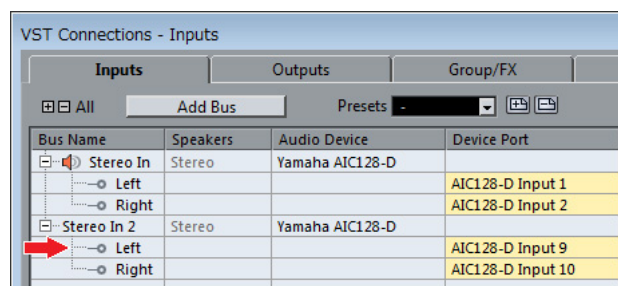 VST Connections - Inputs
Inputs Outputs Group/FX
All Add Bus Presets -
Bus Name Speakers Audio Device Device Port
Stereo In Stereo Yamaha AIC128-D
Left AIC128-D Input 1
Right AIC128-D Input 2
Stereo In 2 Stereo Yamaha AIC128-D
Left AIC128-D Input 9
Right AIC128-D Input 10